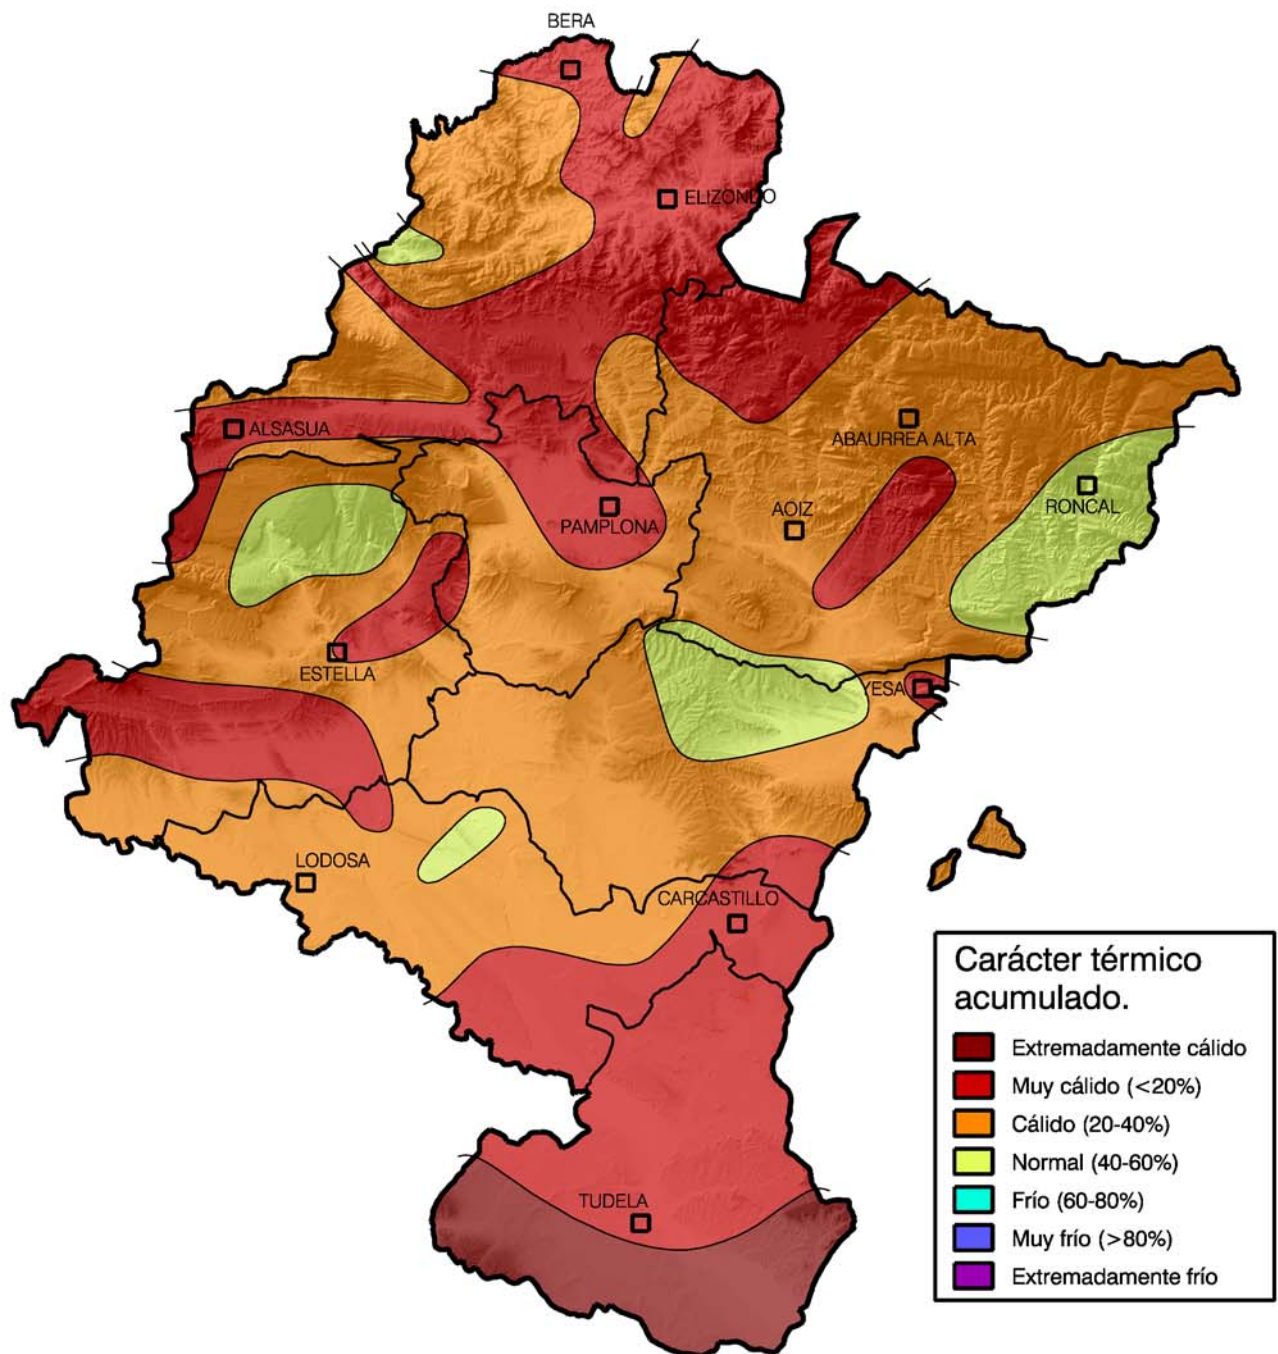 BERA
ELIZONDO
ALSASUA
ABAURREA ALTA
RONCAL
AOIZ
PAMPLONA
ESTELLA
YESA
LODOSA
CARCASTILLO
TUDELA
Carácter térmico
acumulado.
Extremadamente cálido
Muy cálido (<20%)
Cálido (20-40%)
Normal (40-60%)
Frío (60-80%)
Muy frío (>80%)
Extremadamente frío